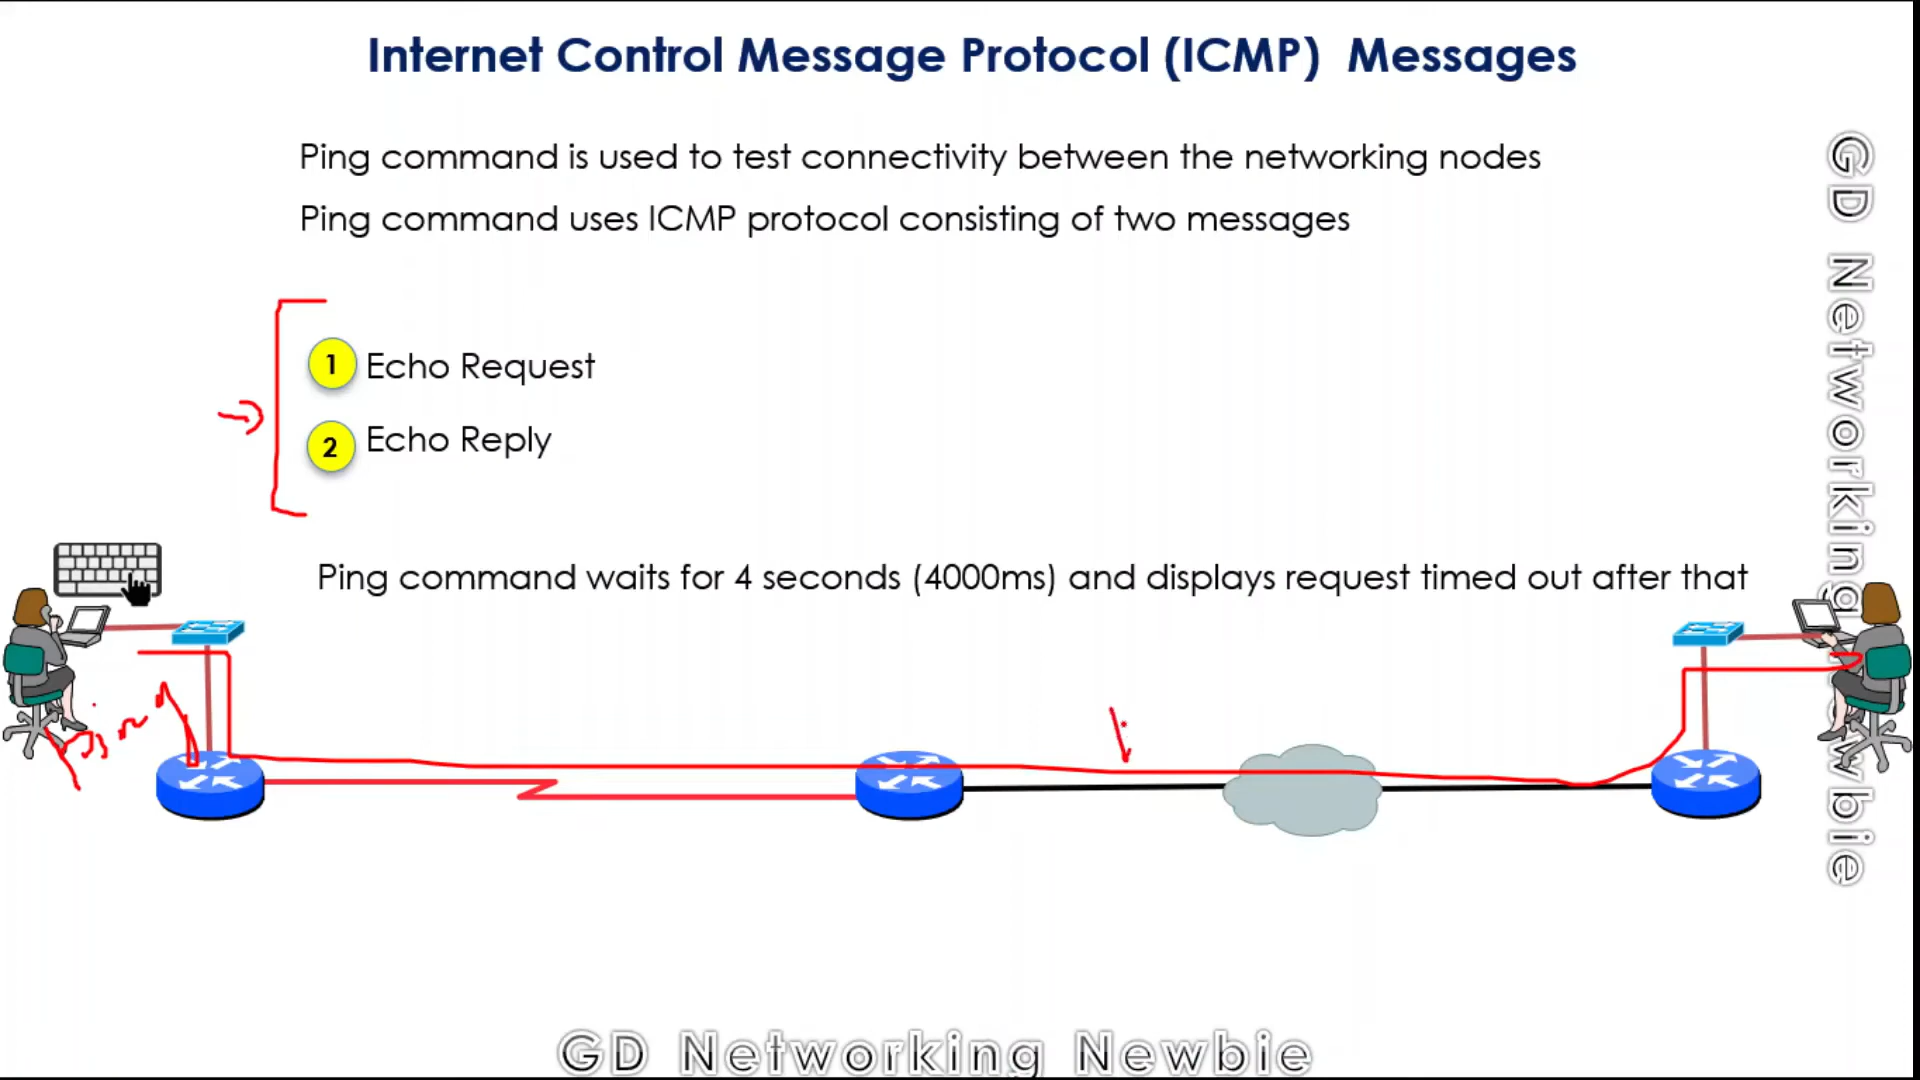 Internet Control Message Protocol (ICMP) Messages
Ping command is used to test connectivity between the networking nodes
Ping command uses ICMP protocol consisting of two messages
1 Echo Request
2 Echo Reply
Ping command waits for 4 seconds (4000ms) and displays request timed out after that
Ping
GD Networking Newbie
GD Networking Newbie